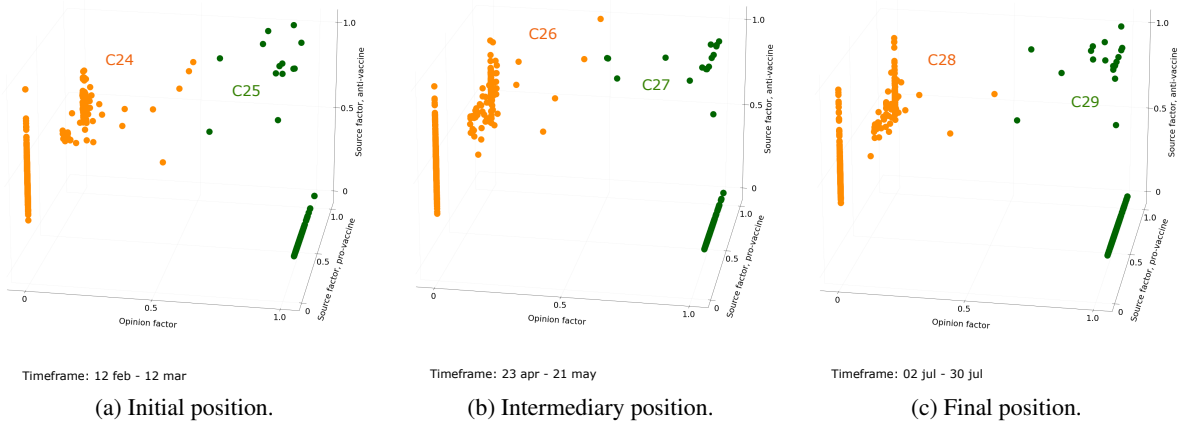 C24
C25
1.0
0.5
0
Source factor, anti-vaccine
1.0
0.5
0
Source factor, pro-vaccine
0
0.5
1.0
Opinion factor
Timeframe: 12 feb - 12 mar
(a) Initial position.
C26
C27
1.0
0.5
0
Source factor, anti-vaccine
1.0
0.5
0
Source factor, pro-vaccine
0
0.5
1.0
Opinion factor
Timeframe: 23 apr - 21 may
(b) Intermediary position.
C28
C29
1.0
0.5
0
Source factor, anti-vaccine
1.0
0.5
0
Source factor, pro-vaccine
0
0.5
1.0
Opinion factor
Timeframe: 02 jul - 30 jul
(c) Final position.